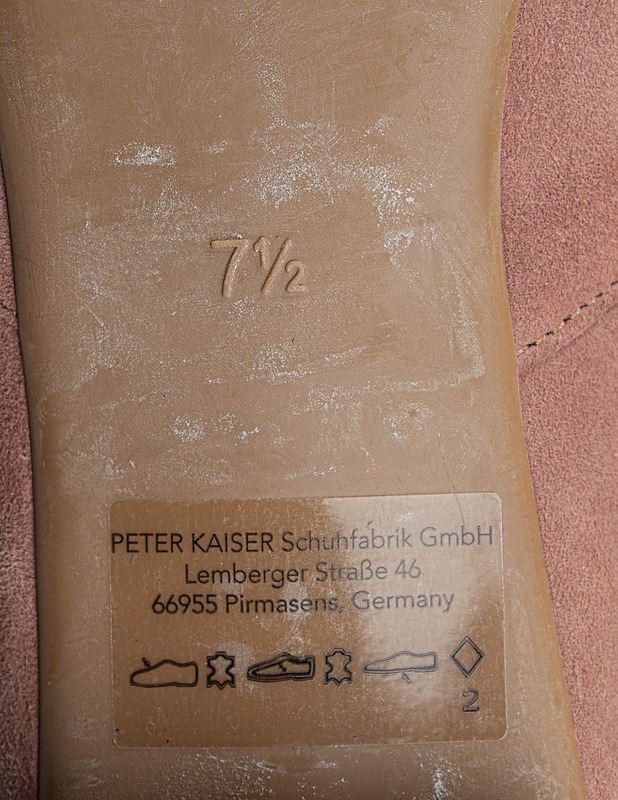 7½
PETER KAISER Schuhfabrik GmbH
Lemberger Straße 46
66955 Pirmasens, Germany
2